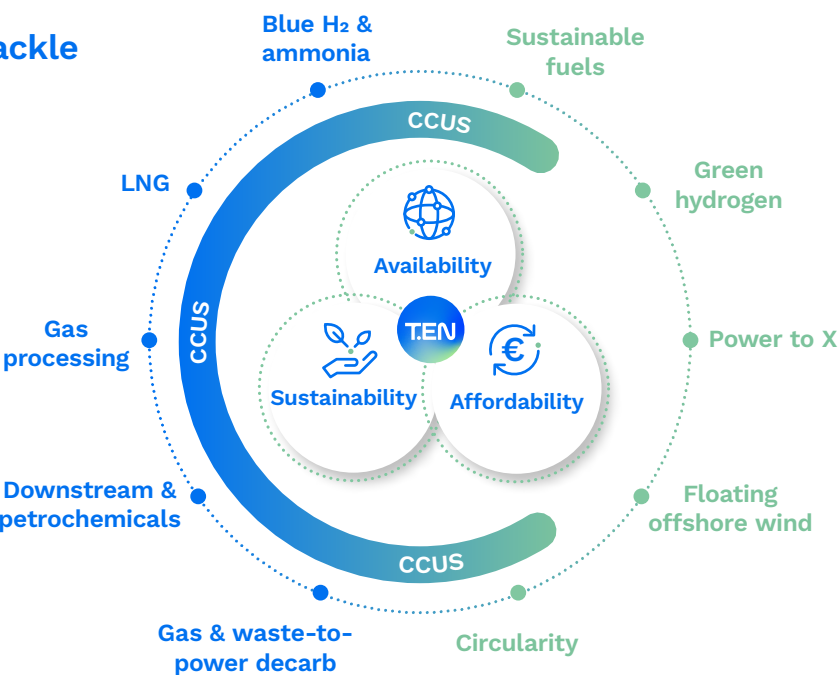 ackle
Blue H₂ &
ammonia
Sustainable
fuels
CCUS
LNG
Green
hydrogen
Availability
CCUS
Gas
processing
T.EN
€
Power to X
Sustainability
Affordability
Downstream &
petrochemicals
Floating
offshore wind
CCUS
Gas & waste-to-
power decarb
Circularity